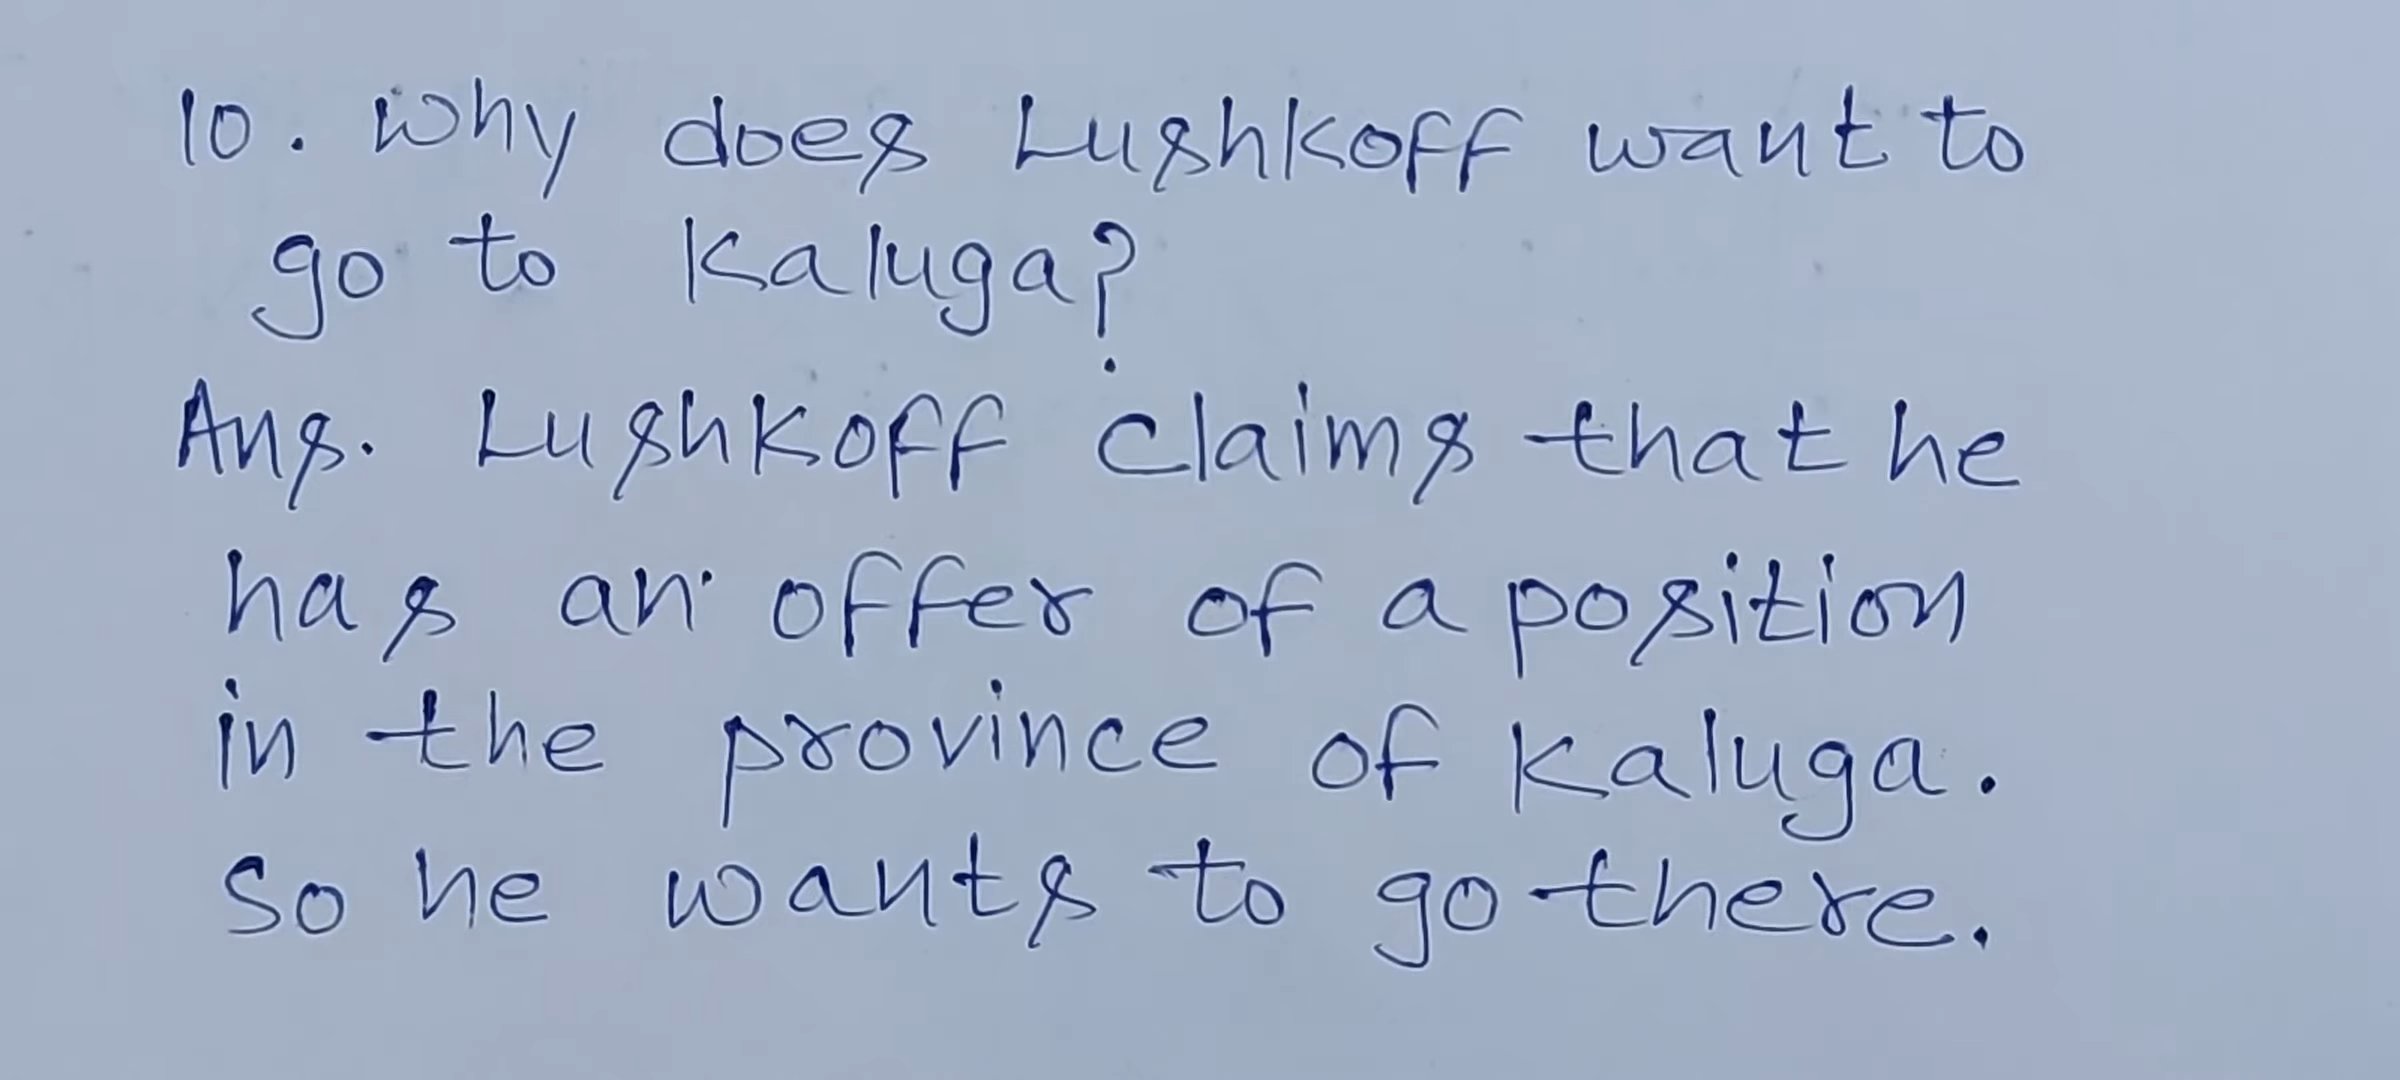 10. Why does Lushkoff want to
go to Kaluga?
Ans. Lushkoff claims that he
has an offer of a position
in the province of Kaluga.
So he wants to go there.